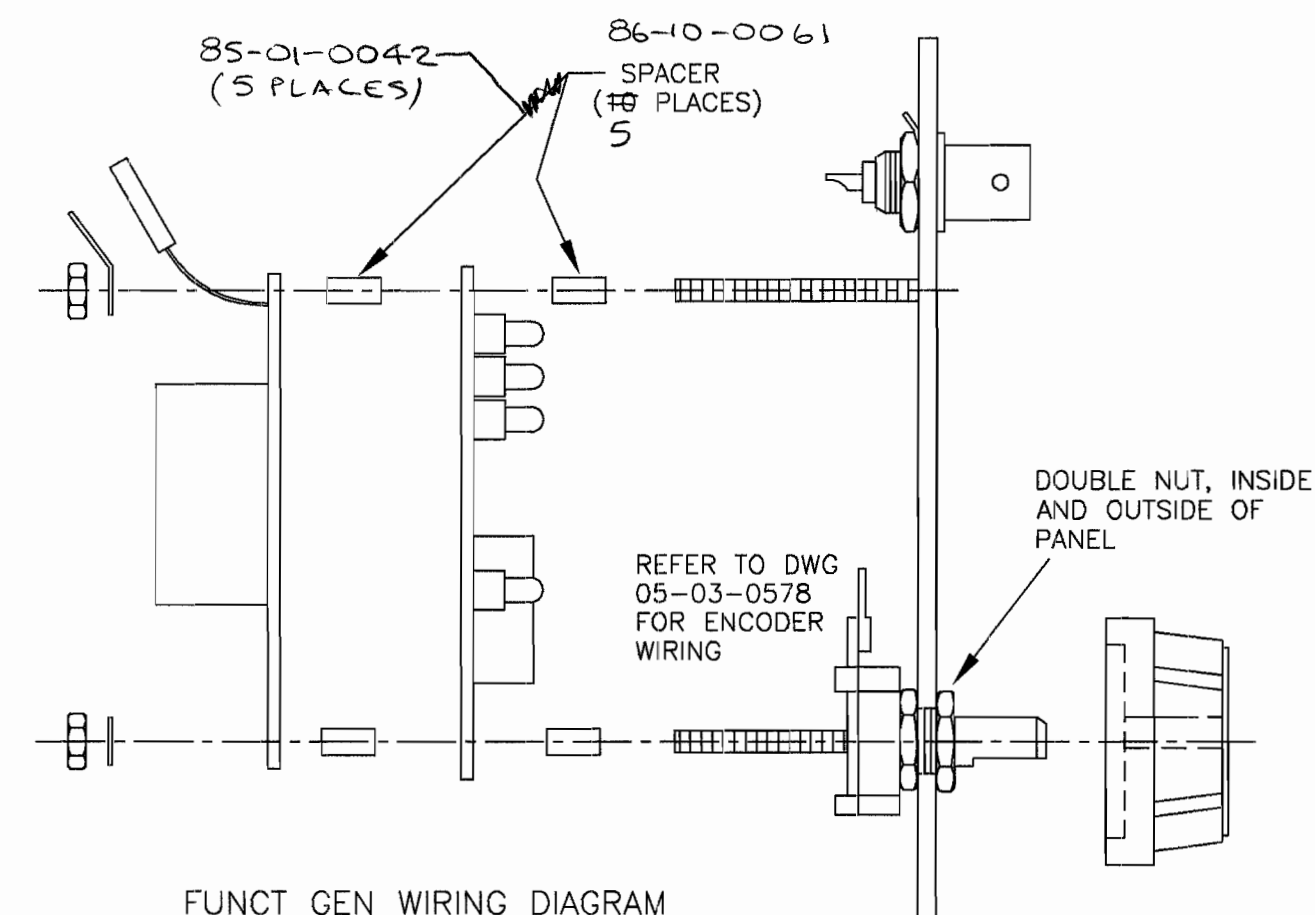 85-01-0042
(5 PLACES)
86-10-0061
SPACER
(10 PLACES)
5
DOUBLE NUT, INSIDE
AND OUTSIDE OF
PANEL
REFER TO DWG
05-03-0578
FOR ENCODER
WIRING
FUNCT GEN WIRING DIAGRAM